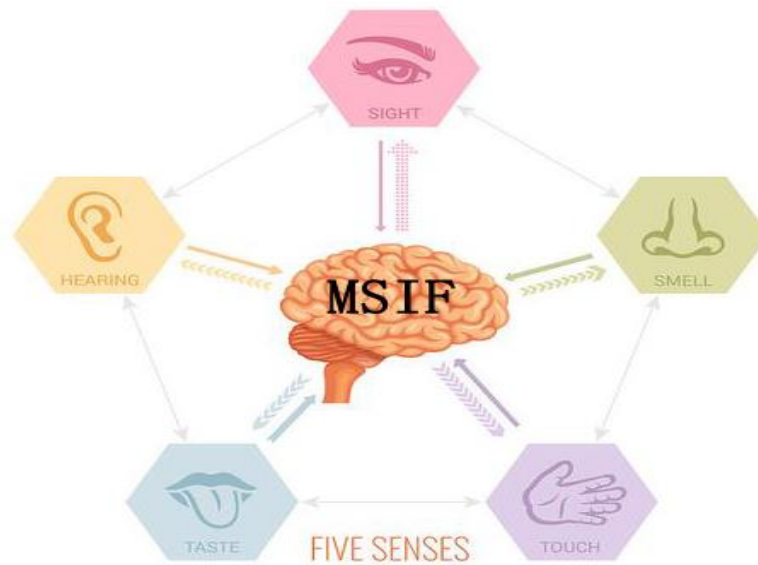 SIGHT
HEARING
SMELL
MSIF
TASTE
TOUCH
FIVE SENSES